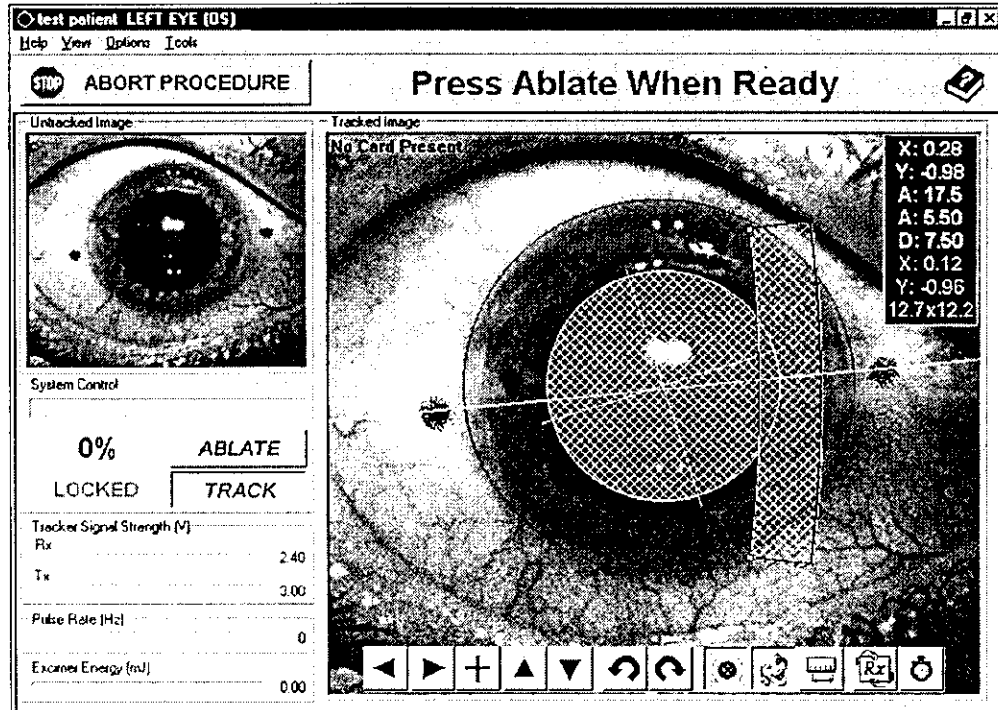 test patient LEFT EYE (OS)
Help View Options Tools
STOP ABORT PROCEDURE
Press Ablate When Ready
?
Untracked Image
Tracked Image
No Card Present
X: 0.28
Y: -0.98
A: 17.5
A: 5.50
D: 7.50
X: 0.12
Y: -0.96
12.7x12.2
System Control
0% ABLATE
LOCKED TRACK
Tracker Signal Strength (V)
Rx
2.40
Tx
3.00
Pulse Rate (Hz)
0
Excimer Energy (mJ)
0.00
Rx